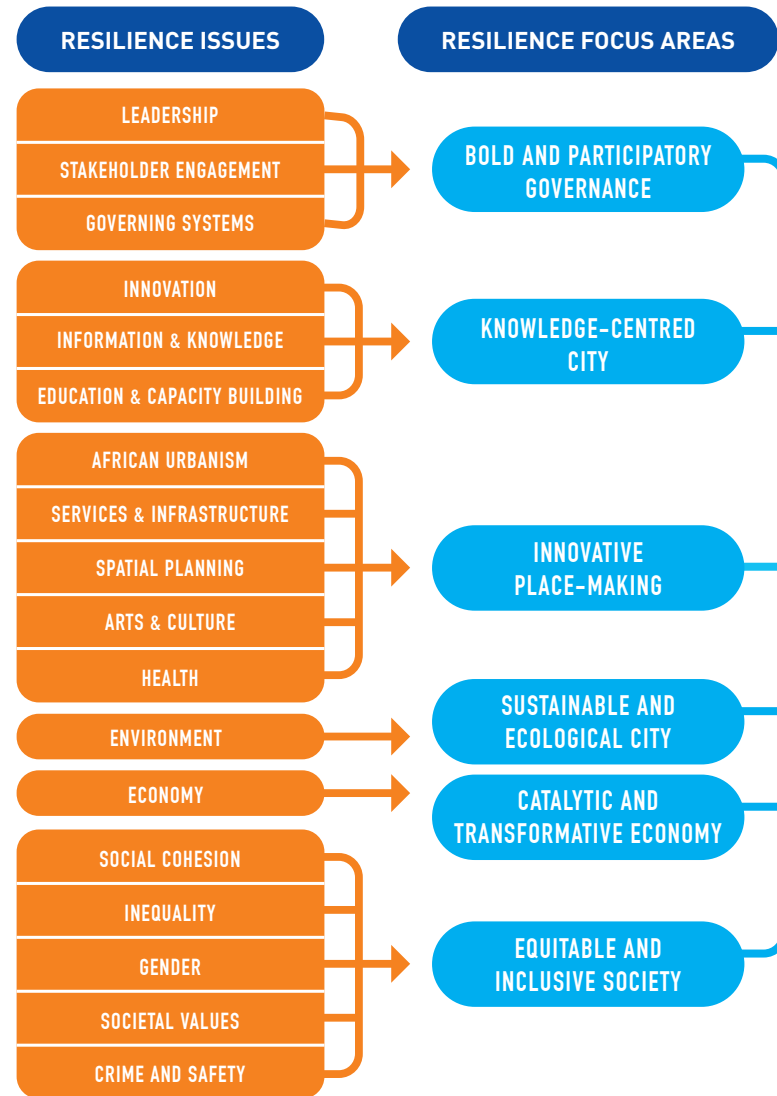 RESILIENCE ISSUES
RESILIENCE FOCUS AREAS
LEADERSHIP
STAKEHOLDER ENGAGEMENT
GOVERNING SYSTEMS
BOLD AND PARTICIPATORY
GOVERNANCE
INNOVATION
INFORMATION & KNOWLEDGE
EDUCATION & CAPACITY BUILDING
KNOWLEDGE-CENTRED
CITY
AFRICAN URBANISM
SERVICES & INFRASTRUCTURE
SPATIAL PLANNING
ARTS & CULTURE
HEALTH
INNOVATIVE
PLACE-MAKING
ENVIRONMENT
SUSTAINABLE AND
ECOLOGICAL CITY
ECONOMY
CATALYTIC AND
TRANSFORMATIVE ECONOMY
SOCIAL COHESION
INEQUALITY
GENDER
SOCIETAL VALUES
CRIME AND SAFETY
EQUITABLE AND
INCLUSIVE SOCIETY